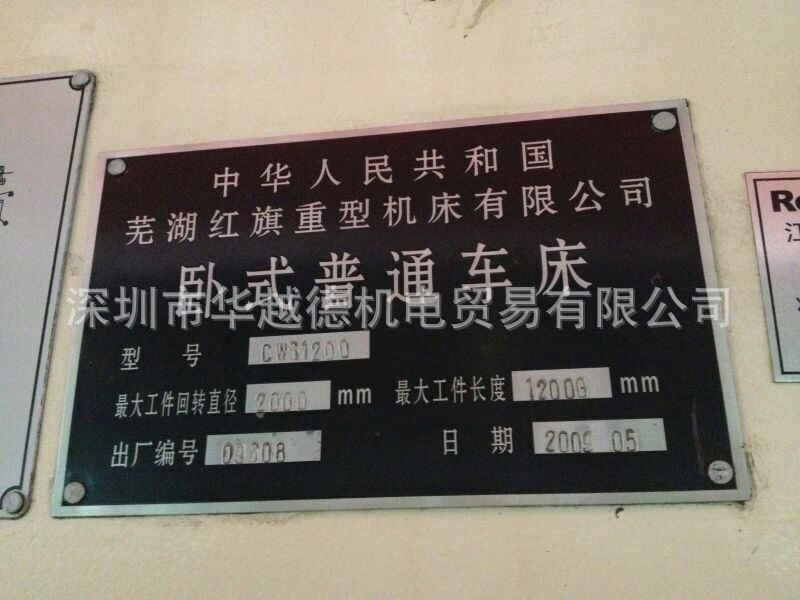 中华人民共和国
芜湖红旗重型机床有限公司
卧式普通车床
深圳市华越德机电贸易有限公司
型 号 CW61200
最大工件回转直径 2000 mm 最大工件长度 12000 mm
出厂编号 09608 日 期 2009 05
Re
江